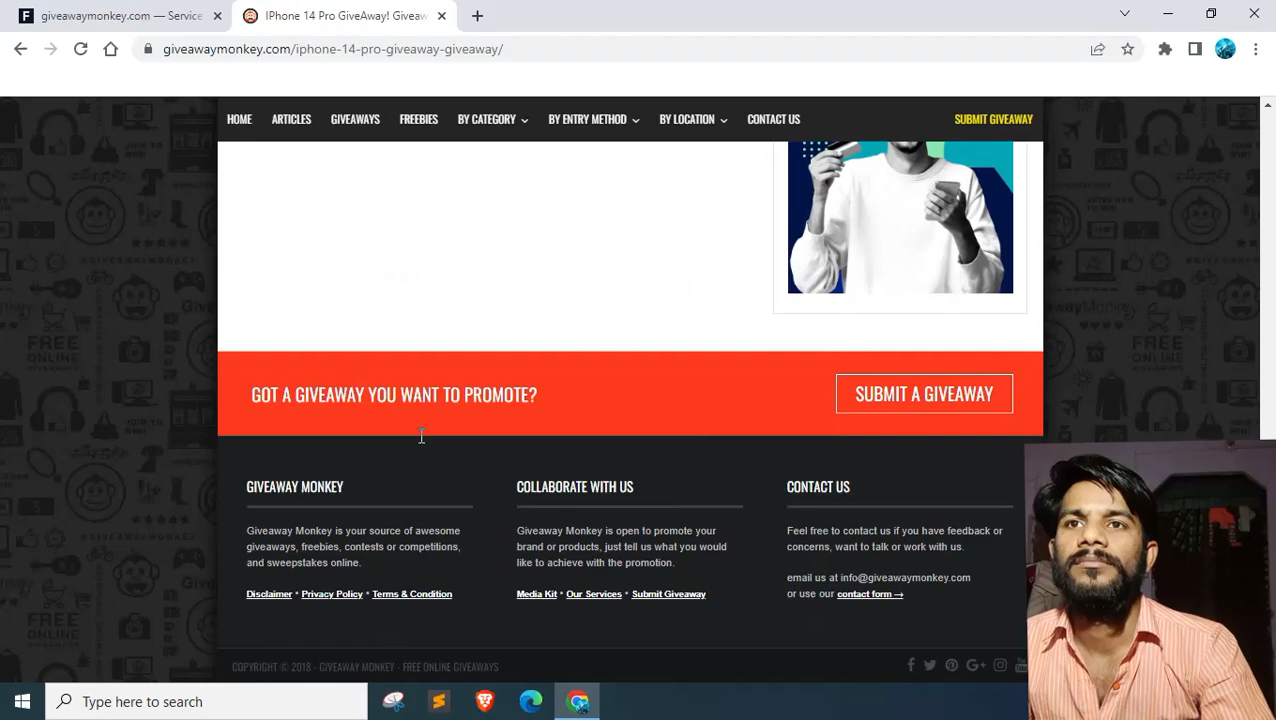 giveawaymonkey.com — Service
IPhone 14 Pro GiveAway! Giveaw
giveawaymonkey.com/iphone-14-pro-giveaway-giveaway/
HOME ARTICLES GIVEAWAYS FREEBIES BY CATEGORY BY ENTRY METHOD BY LOCATION CONTACT US SUBMIT GIVEAWAY
FREE
ONLINE
FREE
ONLINE
GOT A GIVEAWAY YOU WANT TO PROMOTE?
SUBMIT A GIVEAWAY
GIVEAWAY MONKEY
Giveaway Monkey is your source of awesome
giveaways, freebies, contests or competitions,
and sweepstakes online.
Disclaimer * Privacy Policy * Terms & Condition
COLLABORATE WITH US
Giveaway Monkey is open to promote your
brand or products, just tell us what you would
like to achieve with the promotion.
Media Kit * Our Services * Submit Giveaway
CONTACT US
Feel free to contact us if you have feedback or
concerns, want to talk or work with us.
email us at info@giveawaymonkey.com
or use our contact form →
FREE
ONLINE
COPYRIGHT © 2018 - GIVEAWAY MONKEY - FREE ONLINE GIVEAWAYS
Type here to search